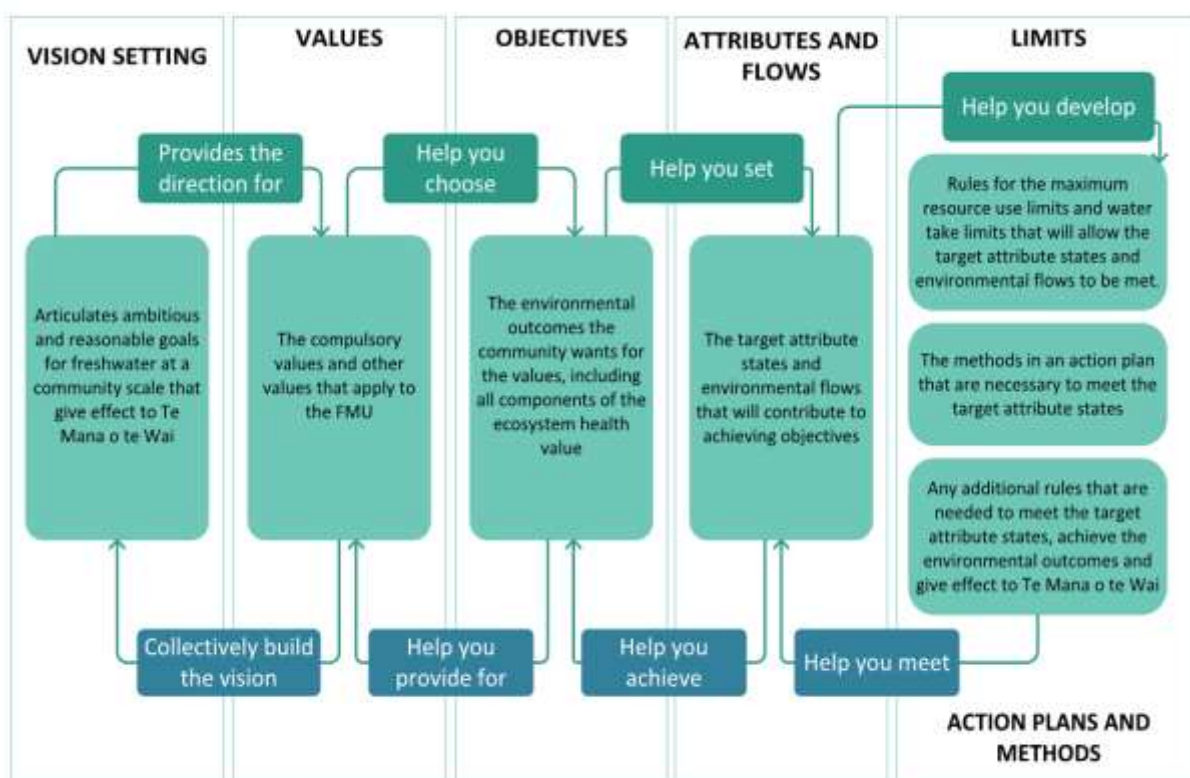 VISION SETTING
VALUES
OBJECTIVES
ATTRIBUTES AND
FLOWS
LIMITS
Provides the
direction for
Help you
choose
Help you set
Help you develop
Articulates ambitious
and reasonable goals
for freshwater at a
community scale that
give effect to Te
Mana o te Wai
The compulsory
values and other
values that apply to
the FMU
The environmental
outcomes the
community wants for
the values, including
all components of the
ecosystem health
value
The target attribute
states and
environmental flows
that will contribute to
achieving objectives
Rules for the maximum
resource use limits and water
take limits that will allow the
target attribute states and
environmental flows to be met.
The methods in an action plan
that are necessary to meet the
target attribute states
Any additional rules that are
needed to meet the target
attribute states, achieve the
environmental outcomes and
give effect to Te Mana o te Wai
Collectively build
the vision
Help you
provide for
Help you
achieve
Help you meet
ACTION PLANS AND
METHODS